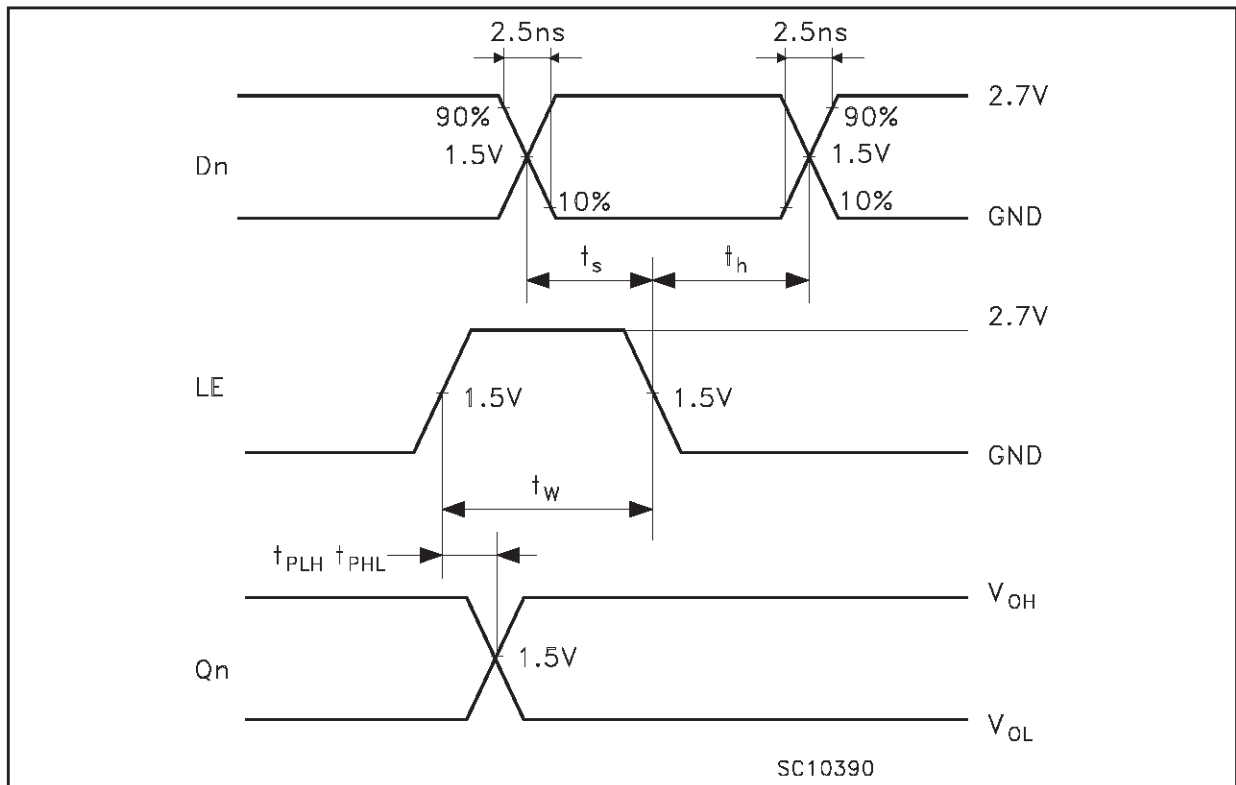 2.5ns 2.5ns
2.7V
90% 90%
1.5V 1.5V
Dn
10% 10%
GND
ts th
2.7V
LE
1.5V 1.5V
GND
tW
tPLH tPHL
VOH
1.5V
Qn
VOL
SC10390